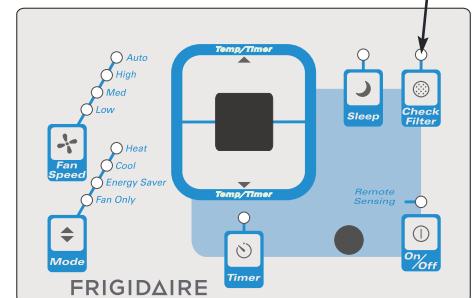 Temp/Timer
Auto
High
Med
Low
Fan
Speed
Sleep
Check
Filter
Heat
Cool
Energy Saver
Fan Only
Mode
Temp/Timer
Remote
Sensing
Timer
On/Off
FRIGIDAIRE